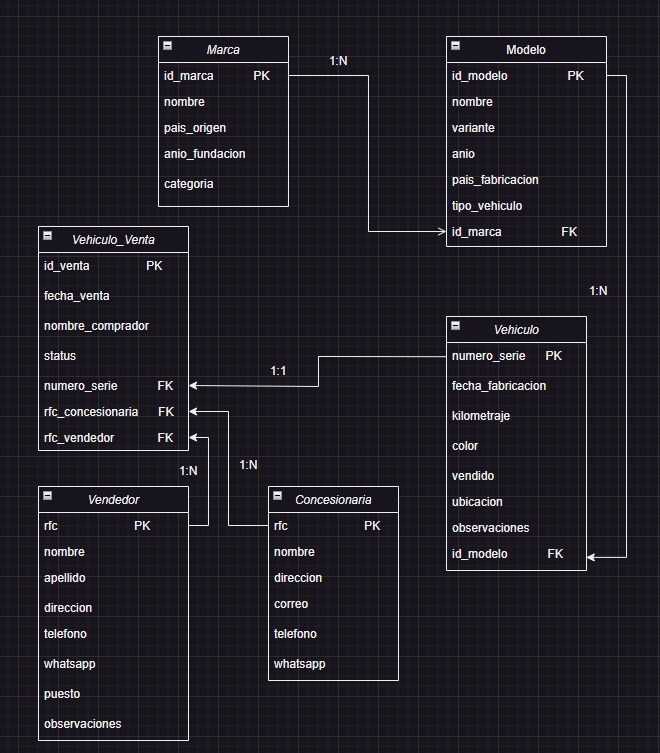 Marca
id_marca PK
nombre
pais_origen
anio_fundacion
categoria
1:N
Modelo
id_modelo PK
nombre
variante
anio
pais_fabricacion
tipo_vehiculo
id_marca FK
1:N
Vehiculo_Venta
id_venta PK
fecha_venta
nombre_comprador
status
numero_serie FK
rfc_concesionaria FK
rfc_vendedor FK
1:1
Vehiculo
numero_serie PK
fecha_fabricacion
kilometraje
color
vendido
ubicacion
observaciones
id_modelo FK
1:N
1:N
Vendedor
rfc PK
nombre
apellido
direccion
telefono
whatsapp
puesto
observaciones
Concesionaria
rfc PK
nombre
direccion
correo
telefono
whatsapp